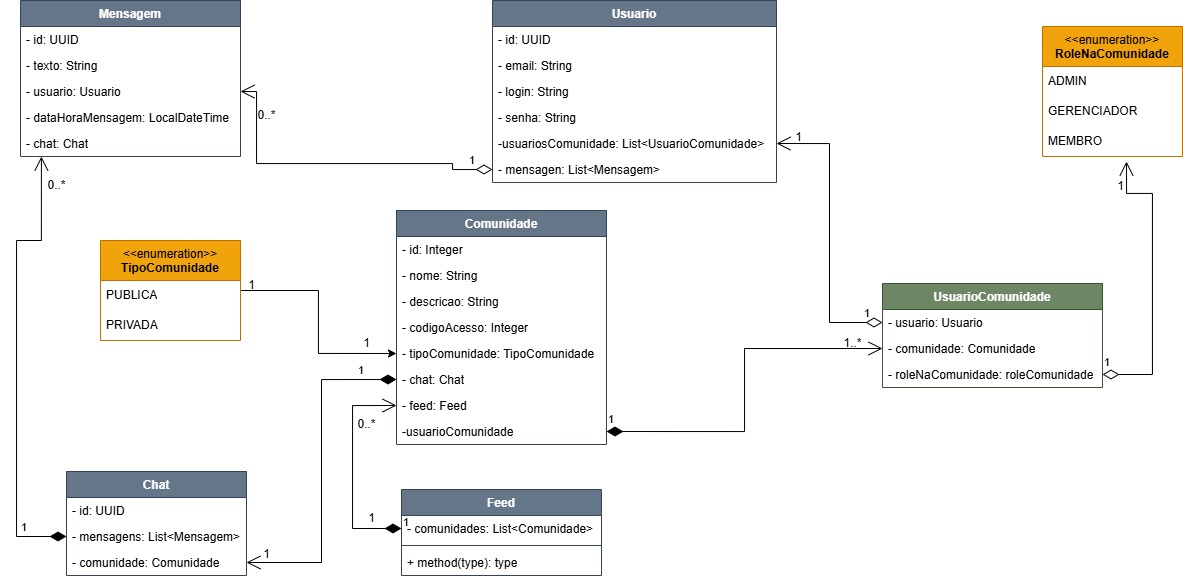 Mensagem
- id: UUID
- texto: String
- usuario: Usuario
- dataHoraMensagem: LocalDateTime
- chat: Chat
0..*
0..*
Usuario
- id: UUID
- email: String
- login: String
- senha: String
-usuariosComunidade: List<UsuarioComunidade>
- mensagen: List<Mensagem>
1
1
<<enumeration>>
RoleNaComunidade
ADMIN
GERENCIADOR
MEMBRO
1
<<enumeration>>
TipoComunidade
PUBLICA
PRIVADA
1
Comunidade
- id: Integer
- nome: String
- descricao: String
- codigoAcesso: Integer
- tipoComunidade: TipoComunidade
- chat: Chat
- feed: Feed
-usuarioComunidade
1
1
0..*
1
UsuarioComunidade
- usuario: Usuario
- comunidade: Comunidade
- roleNaComunidade: roleComunidade
1
1..*
1
Chat
- id: UUID
- mensagens: List<Mensagem>
- comunidade: Comunidade
1
1
Feed
- comunidades: List<Comunidade>
+ method(type): type
1
1